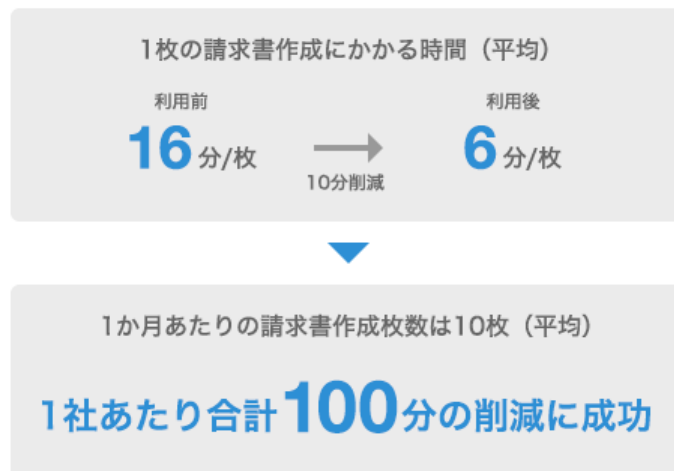 1枚の請求書作成にかかる時間（平均）
利用前
利用後
16分/枚
6分/枚
10分削減
1か月あたりの請求書作成枚数は10枚（平均）
1社あたり合計100分の削減に成功